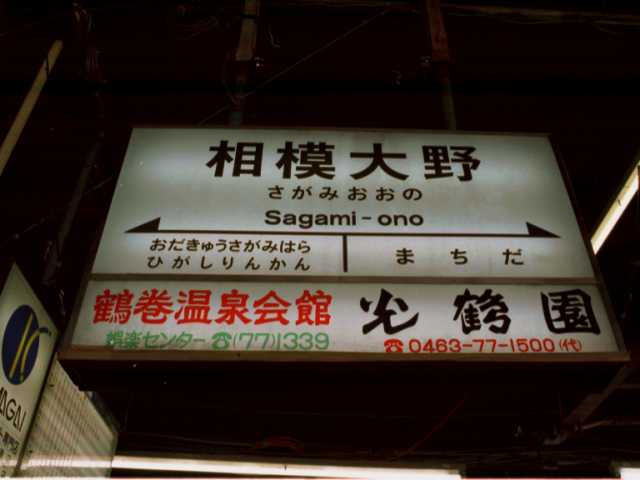 相模大野
さがみおおの
Sagami-ono
おだきゅうさがみはら
ひがしりんかん
まちだ
鶴巻温泉会館
娯楽センター ☎(77)1339
光鶴園
☎0463-77-1500(代)
AGAI